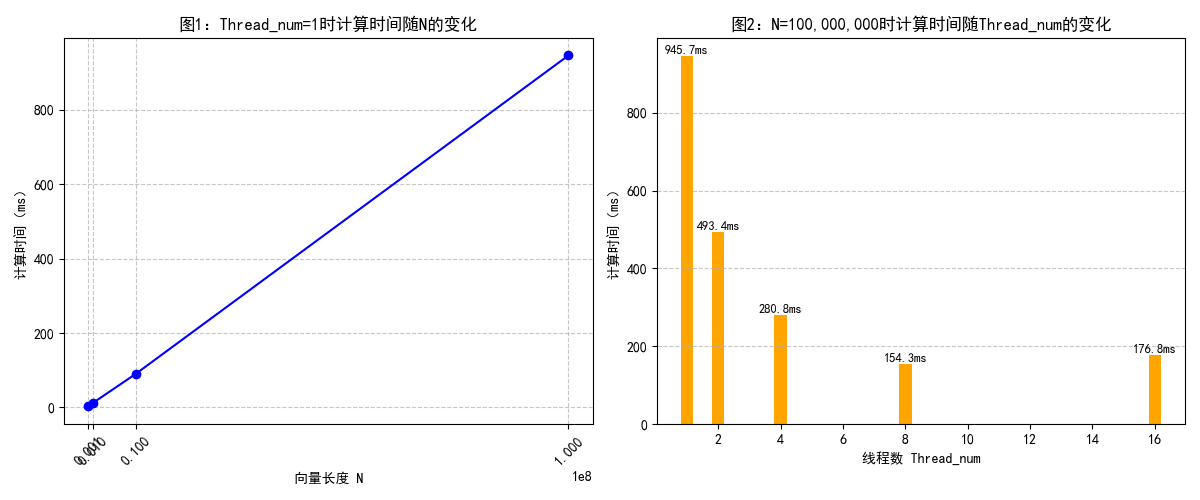 图1：Thread_num=1时计算时间随N的变化
计算时间（ms）
800
600
400
200
0
0.001
0.010
0.100
1.000
1e8
向量长度 N
图2：N=100,000,000时计算时间随Thread_num的变化
计算时间（ms）
800
600
400
200
0
945.7ms
493.4ms
280.8ms
154.3ms
176.8ms
2
4
6
8
10
12
14
16
线程数 Thread_num